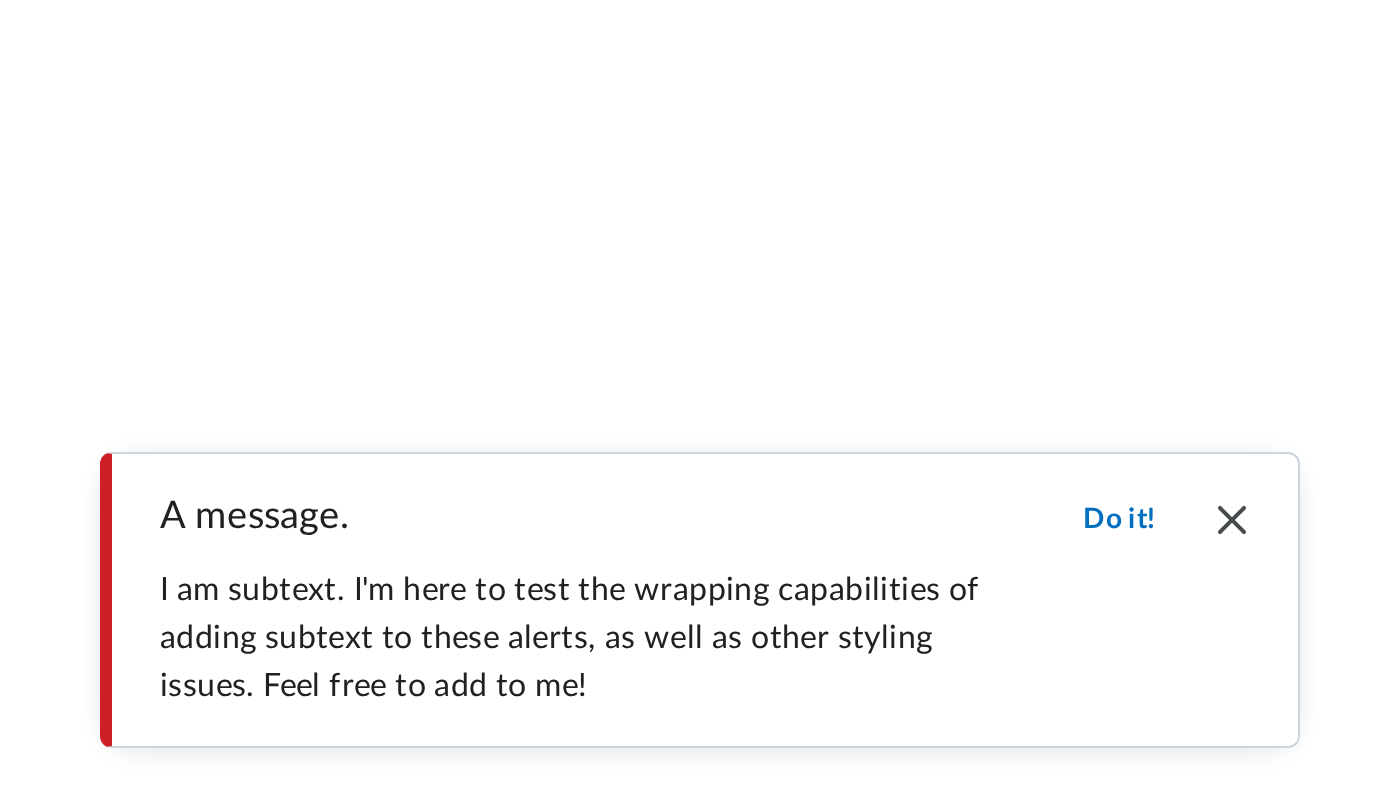 A message.
Do it!
I am subtext. I'm here to test the wrapping capabilities of
adding subtext to these alerts, as well as other styling
issues. Feel free to add to me!